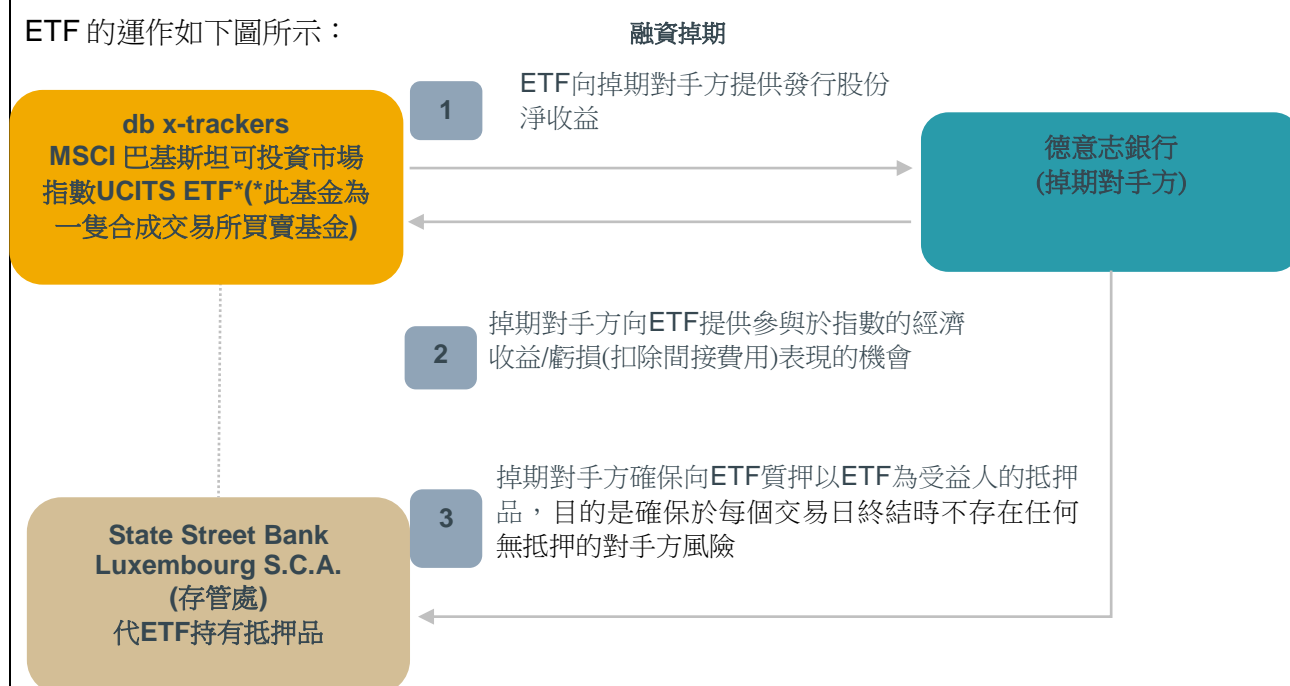 ETF 的運作如下圖所示：
融資掉期
db x-trackers
MSCI 巴基斯坦可投資市場
指數UCITS ETF*(*此基金為
一隻合成交易所買賣基金)
1
ETF向掉期對手方提供發行股份
淨收益
德意志銀行
(掉期對手方)
2
掉期對手方向ETF提供參與於指數的經濟
收益/虧損(扣除間接費用)表現的機會
3
掉期對手方確保向ETF質押以ETF為受益人的抵押
品，目的是確保於每個交易日終結時不存在任何
無抵押的對手方風險
State Street Bank
Luxembourg S.C.A.
(存管處)
代ETF持有抵押品